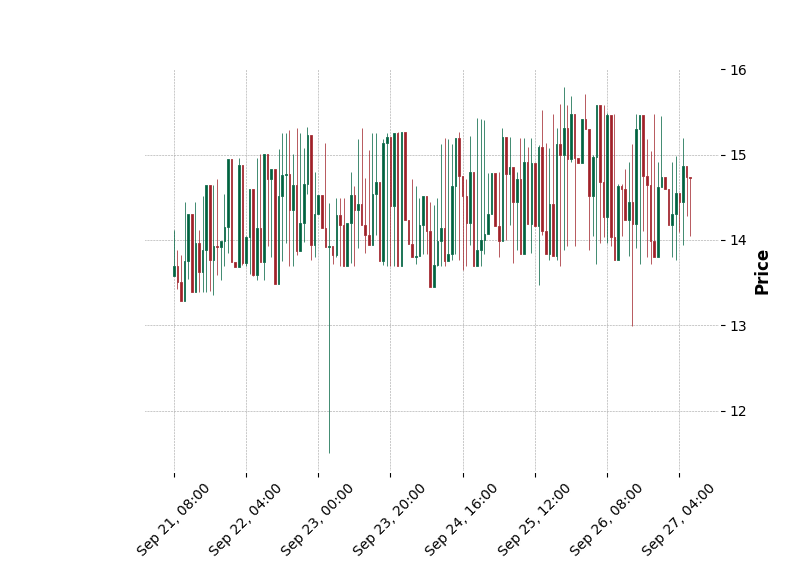 16
15
14
13
12
Price
Sep 21, 08:00
Sep 22, 04:00
Sep 23, 00:00
Sep 23, 20:00
Sep 24, 16:00
Sep 25, 12:00
Sep 26, 08:00
Sep 27, 04:00